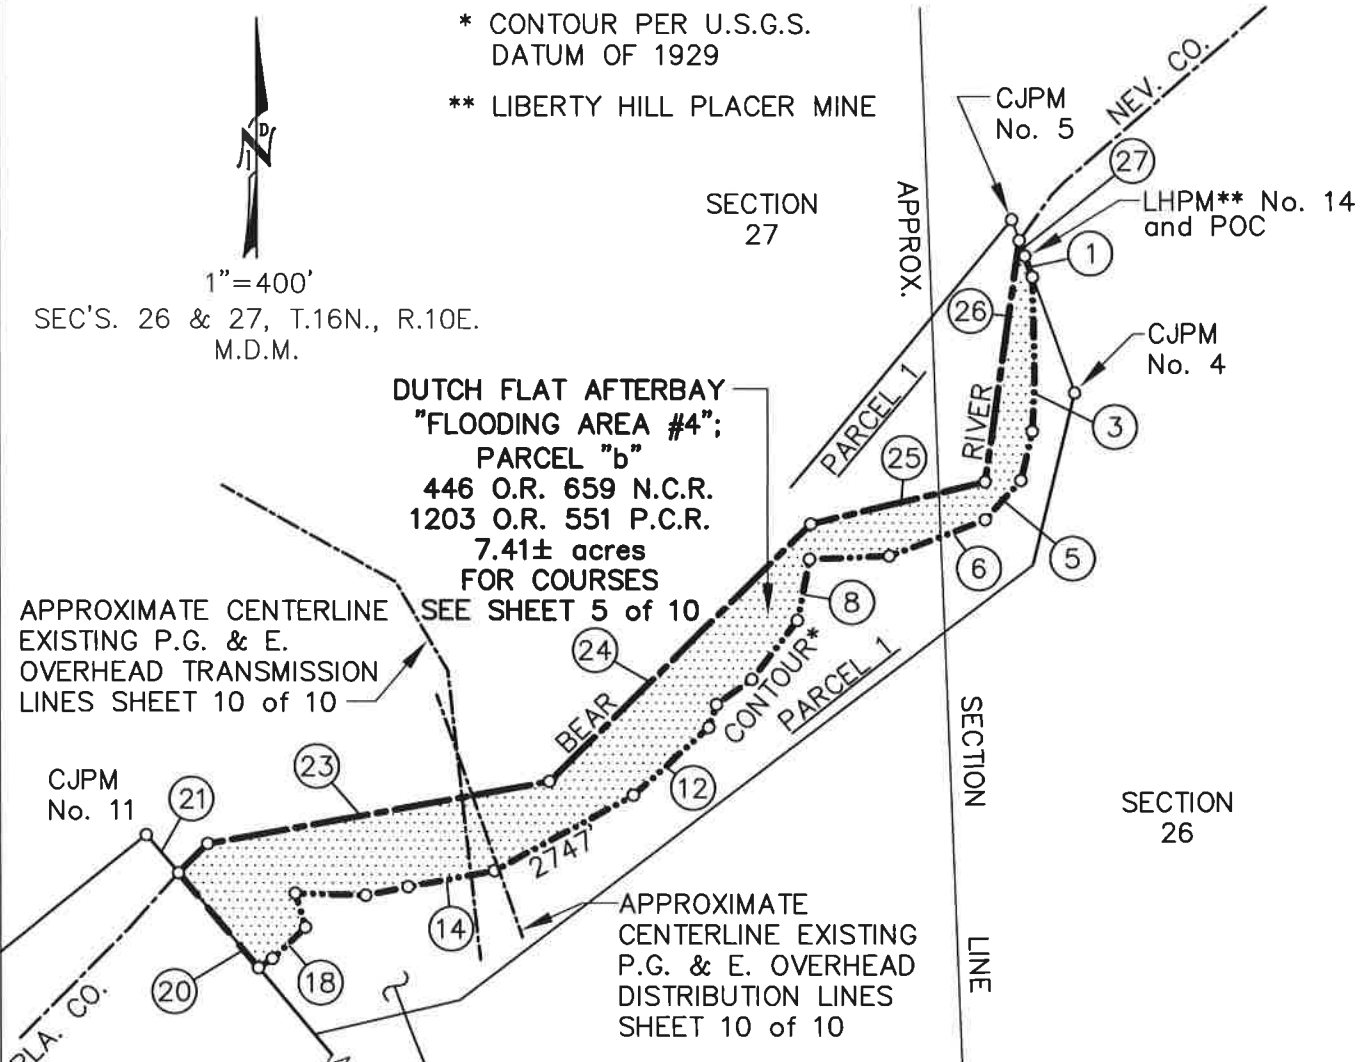 * CONTOUR PER U.S.G.S.
DATUM OF 1929
** LIBERTY HILL PLACER MINE
1"=400'
SEC'S. 26 & 27, T.16N., R.10E.
M.D.M.
SECTION
27
APPROX.
CJPM
No. 5
NEV. CO.
27
LHPM** No. 14
and POC
1
26
CJPM
No. 4
3
PARCEL 1
RIVER
25
DUTCH FLAT AFTERBAY
"FLOODING AREA #4";
PARCEL "b"
446 O.R. 659 N.C.R.
1203 O.R. 551 P.C.R.
7.41± acres
FOR COURSES
SEE SHEET 5 of 10
5
6
8
APPROXIMATE CENTERLINE
EXISTING P.G. & E.
OVERHEAD TRANSMISSION
LINES SHEET 10 of 10
24
CONTOUR*
PARCEL 1
BEAR
SECTION
23
12
CJPM
No. 11
21
SECTION
26
2747'
14
APPROXIMATE
CENTERLINE EXISTING
P.G. & E. OVERHEAD
DISTRIBUTION LINES
SHEET 10 of 10
LINE
18
20
PLA. CO.